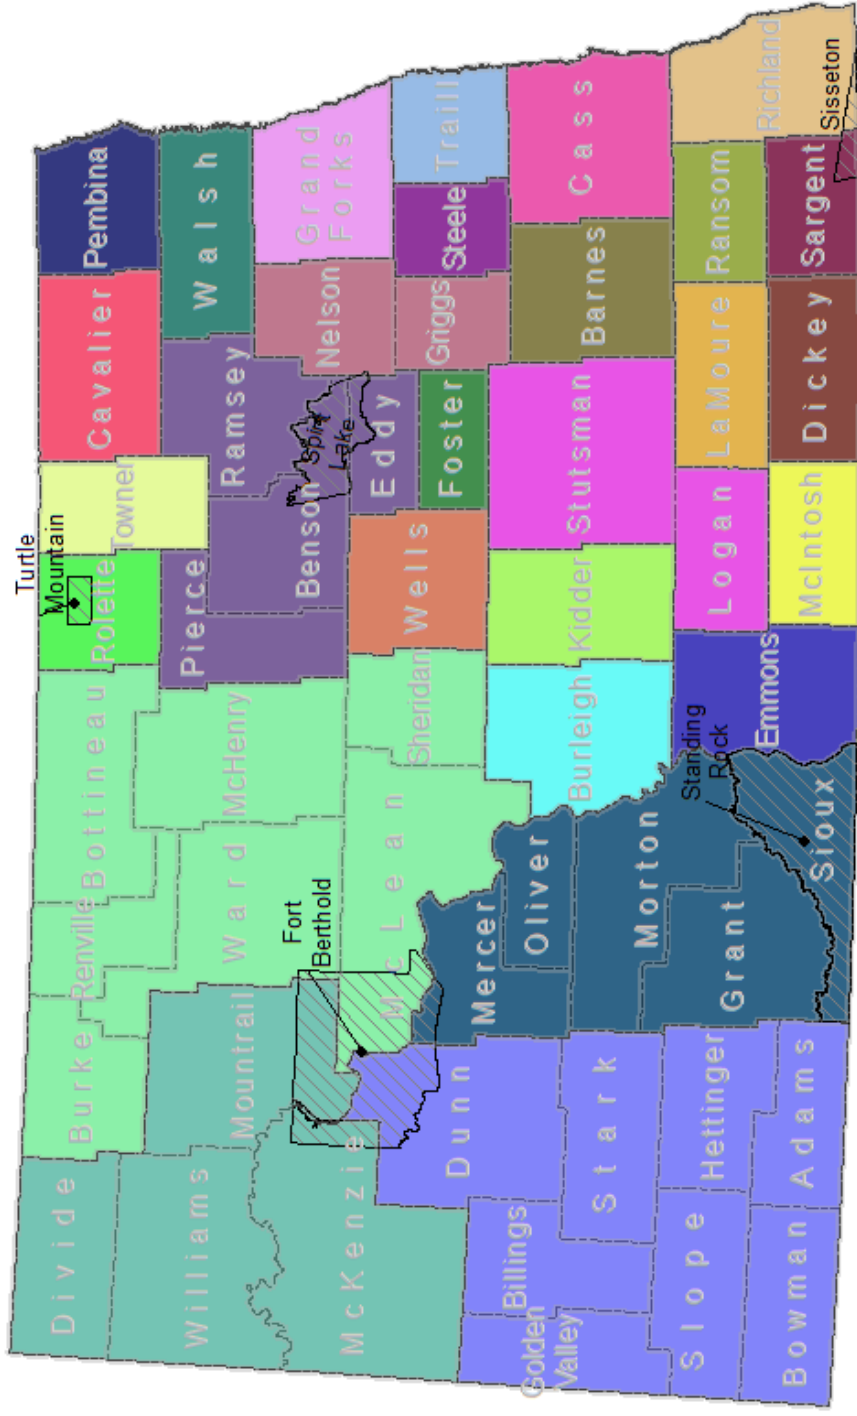 Divide
Burke
Renville
Bottineau
Turtle
Mountain
Rolette
Towner
Cavalier
Pembina
Williams
Mountrail
Ward
McHenry
Pierce
Benson
Ramsey
Spirit
Lake
Nelson
Walsh
Grand
Forks
McKenzie
Fort
Berthold
McLean
Sheridan
Wells
Eddy
Foster
Griggs
Steele
Traill
Golden
Valley
Billings
Dunn
Mercer
Oliver
Burleigh
Kidder
Stutsman
Barnes
Cass
Slope
Stark
Hettinger
Morton
Grant
Standing
Rock
Emmons
Logan
LaMoure
Ransom
Richland
Bowman
Adams
Sioux
McIntosh
Dickey
Sargent
Sisseton